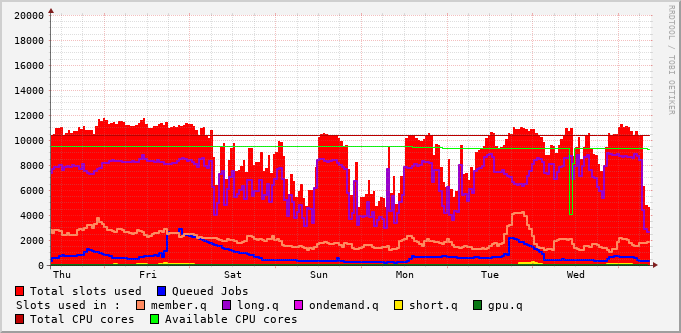 20000
18000
16000
14000
12000
10000
8000
6000
4000
2000
0
Thu Fri Sat Sun Mon Tue Wed
RRDTOOL / TOBI OETIKER
Total slots used Queued Jobs
Slots used in : member.q long.q ondemand.q short.q gpu.q
Total CPU cores Available CPU cores